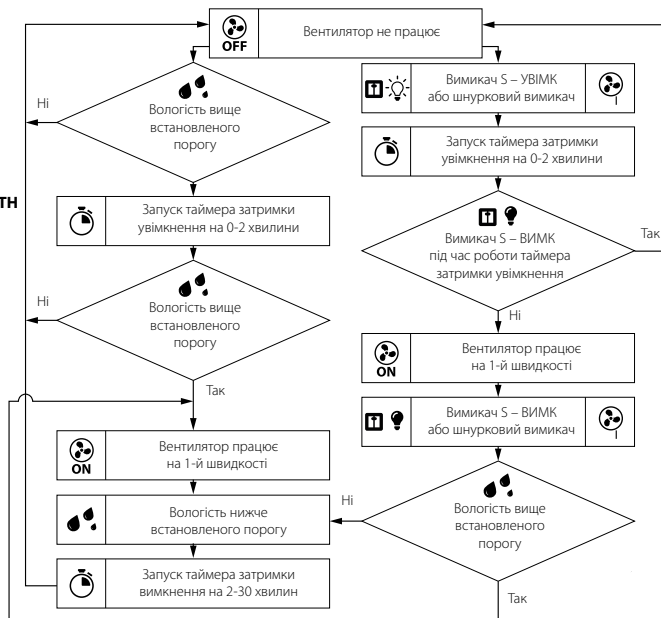 OFF
Вентилятор не працює
Вологість вище
встановленого
порогу
Ні
Запуск таймера затримки
увімкнення на 0-2 хвилини
Вологість вище
встановленого
порогу
Ні
Так
ON
Вентилятор працює
на 1-й швидкості
Вологість нижче
встановленого порогу
Запуск таймера затримки
вимкнення на 2-30 хвилин
TH
Вимикач S – УВІМК
або шнурковий вимикач
Запуск таймера затримки
увімкнення на 0-2 хвилини
Вимикач S – ВИМК
під час роботи таймера
затримки увімкнення
Так
Ні
ON
Вентилятор працює
на 1-й швидкості
Вимикач S – ВИМК
або шнурковий вимикач
Вологість вище
встановленого
порогу
Ні
Так